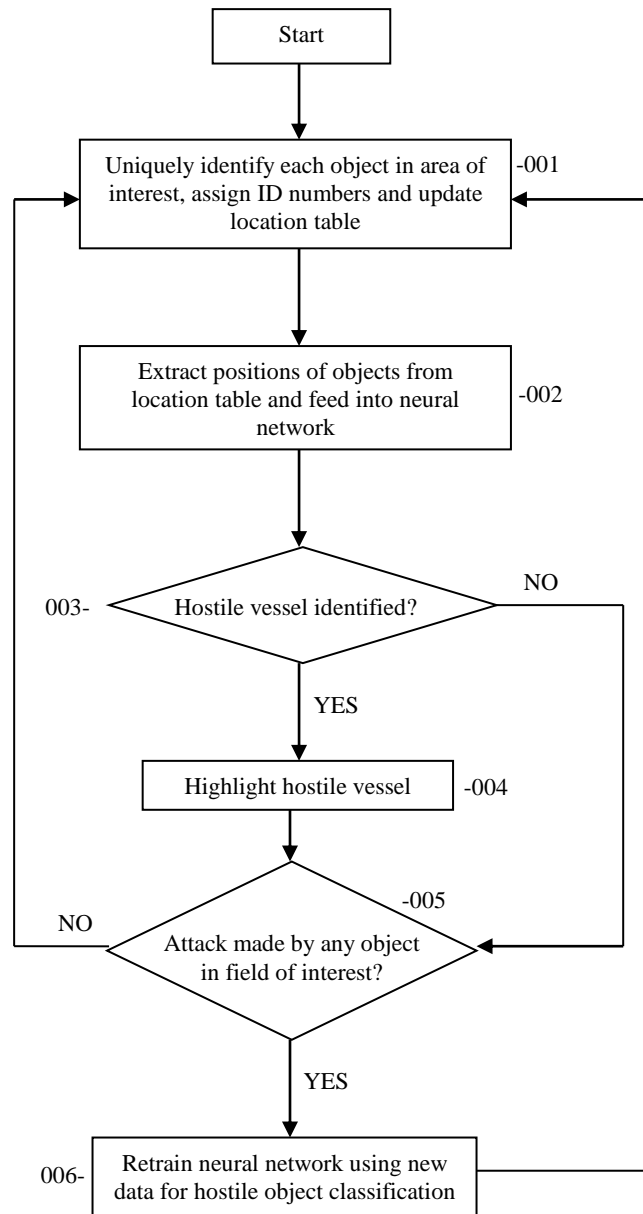 Start
Uniquely identify each object in area of
interest, assign ID numbers and update
location table
-001
Extract positions of objects from
location table and feed into neural
network
-002
003-
Hostile vessel identified?
NO
YES
Highlight hostile vessel
-004
-005
NO
Attack made by any object
in field of interest?
YES
006-
Retrain neural network using new
data for hostile object classification